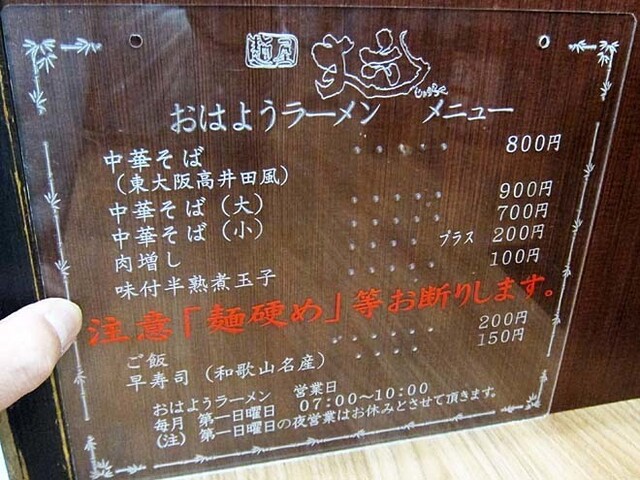 麺屋
おはようラーメン メニュー
中華そば ・・・・・ 800円
(東大阪高井田風)
中華そば(大) ・・・・・ 900円
中華そば(小) ・・・・・ 700円
肉増し ・・・・・ プラス 200円
味付半熟煮玉子 ・・・・・ 100円
注意「麺硬め」等お断りします。
ご飯 ・・・・・ 200円
早寿司(和歌山名産) ・・・・・ 150円
おはようラーメン 営業日
毎月 第一日曜日 07:00〜10:00
(注) 第一日曜日の夜営業はお休みとさせて頂きます。